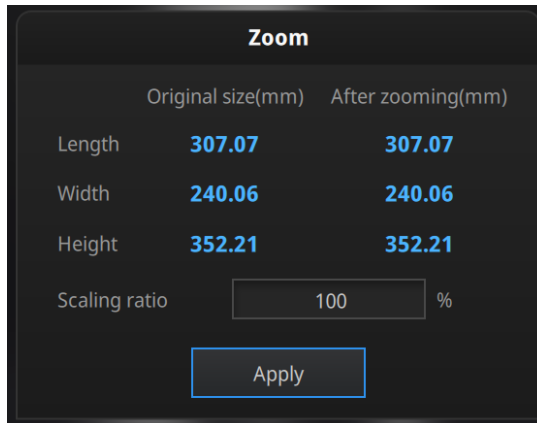 Zoom
Original size(mm) After zooming(mm)
Length 307.07 307.07
Width 240.06 240.06
Height 352.21 352.21
Scaling ratio 100 %
Apply